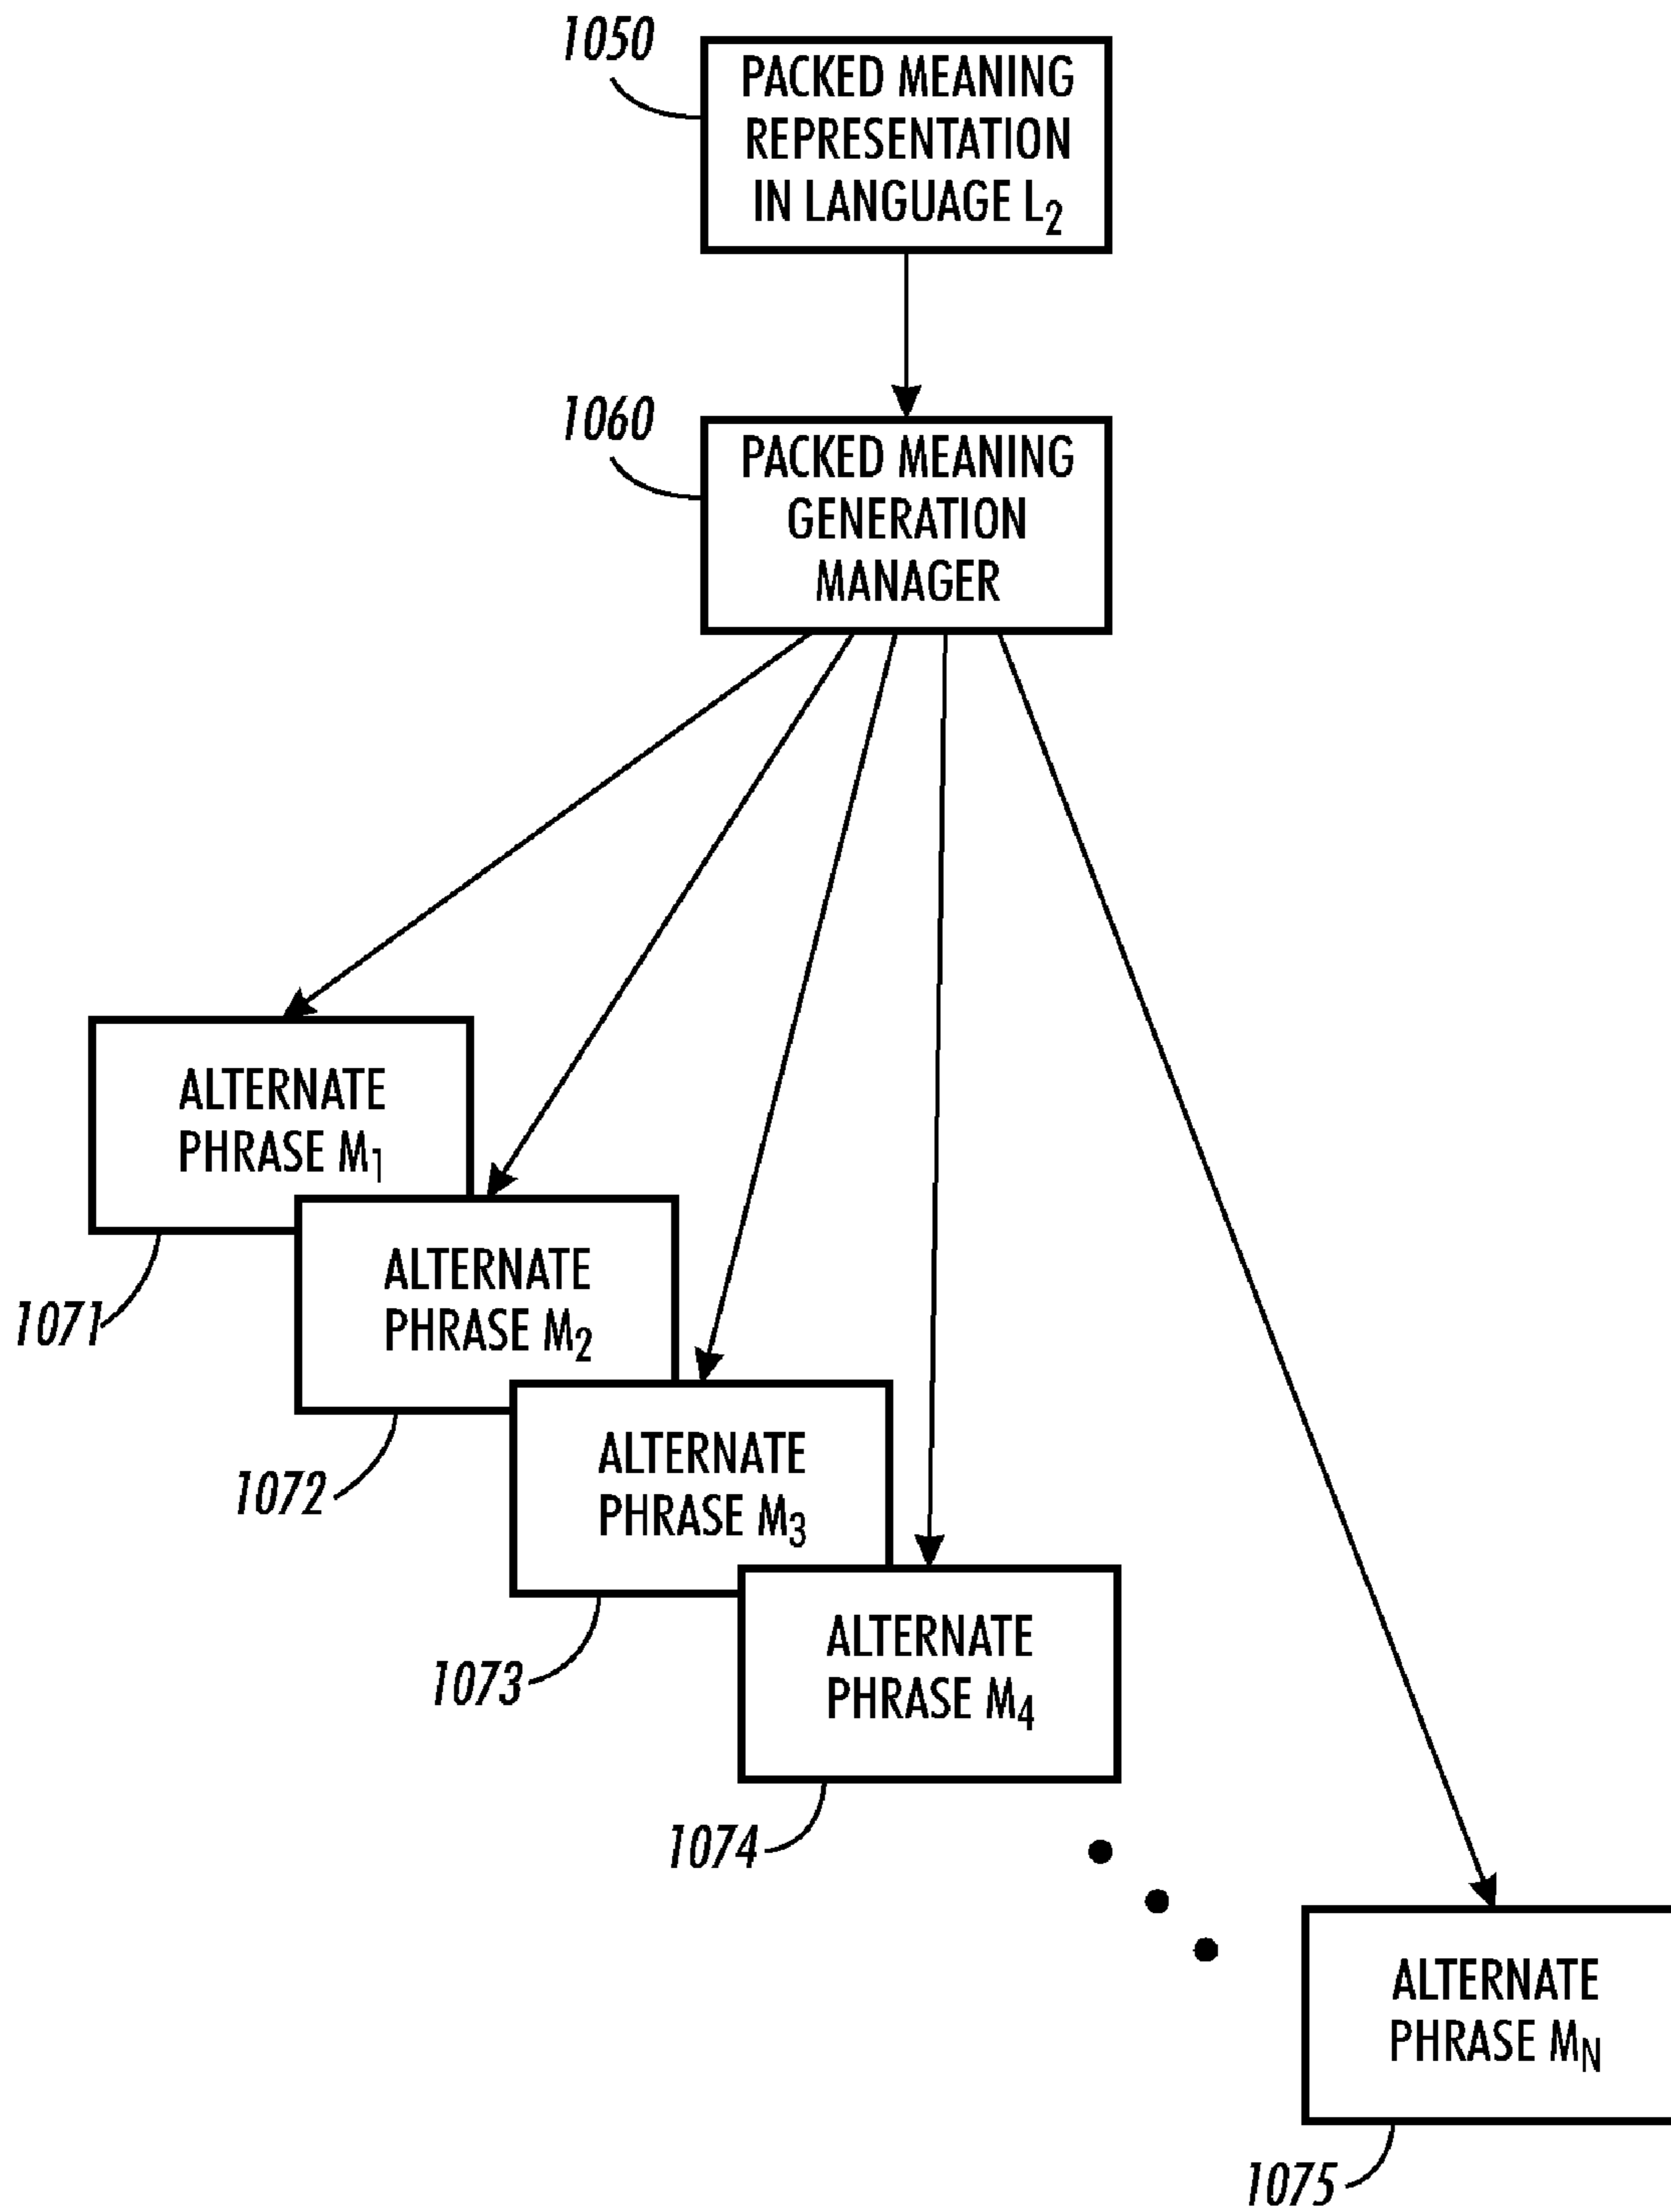 1050
PACKED MEANING
REPRESENTATION
IN LANGUAGE L₂
1060
PACKED MEANING
GENERATION
MANAGER
ALTERNATE
PHRASE M₁
1071
ALTERNATE
PHRASE M₂
1072
ALTERNATE
PHRASE M₃
1073
ALTERNATE
PHRASE M₄
1074
ALTERNATE
PHRASE M_N
1075